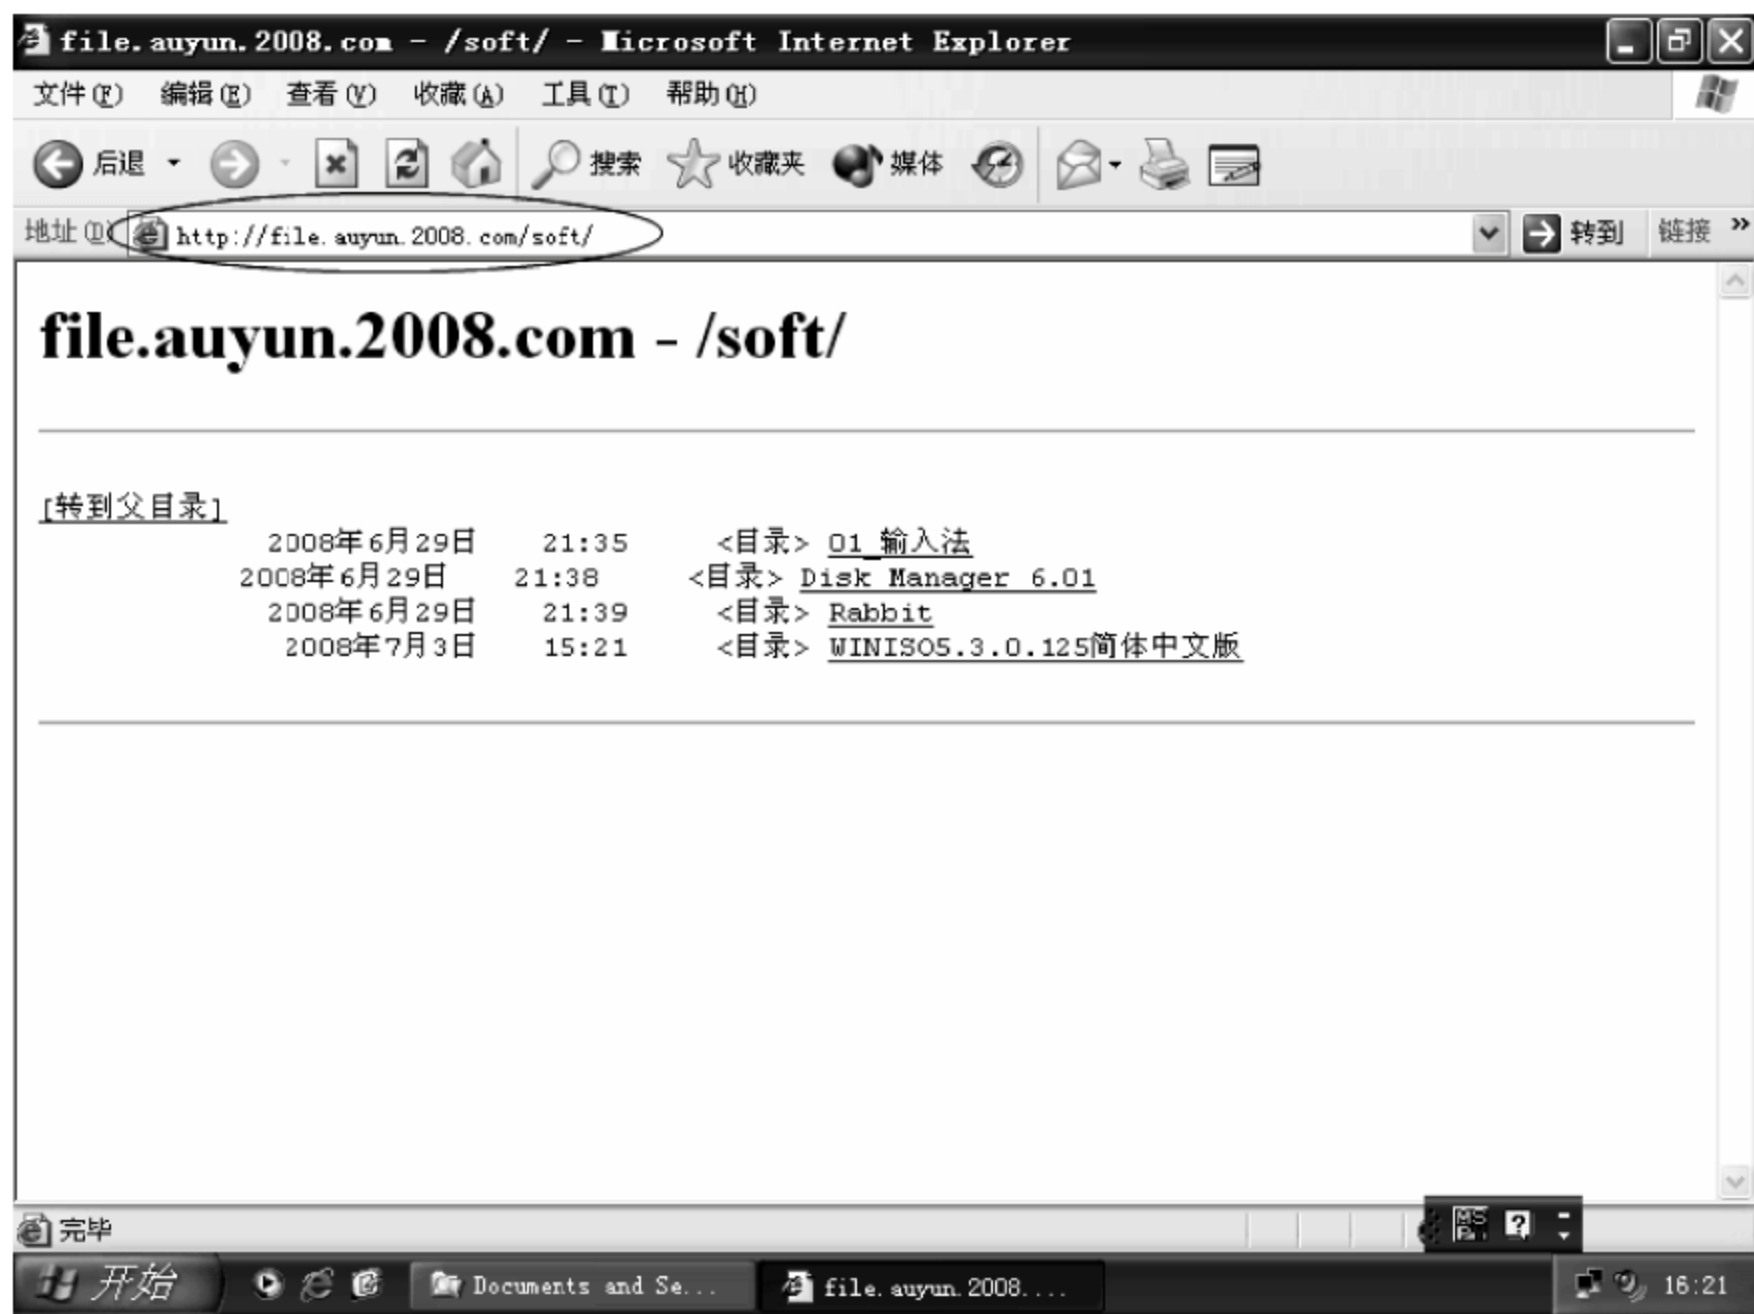 file.auyun.2008.com - /soft/ - Microsoft Internet Explorer
文件(F) 编辑(E) 查看(V) 收藏(A) 工具(T) 帮助(H)
后退 搜索 收藏夹 媒体
地址(D) http://file.auyun.2008.com/soft/ 转到 链接 »
file.auyun.2008.com - /soft/
[转到父目录]
2008年6月29日 21:35 <目录> 01_输入法
2008年6月29日 21:38 <目录> Disk Manager 6.01
2008年6月29日 21:39 <目录> Rabbit
2008年7月3日 15:21 <目录> WINISO5.3.0.125简体中文版
完毕
开始 Documents and Se... file.auyun.2008.... 16:21